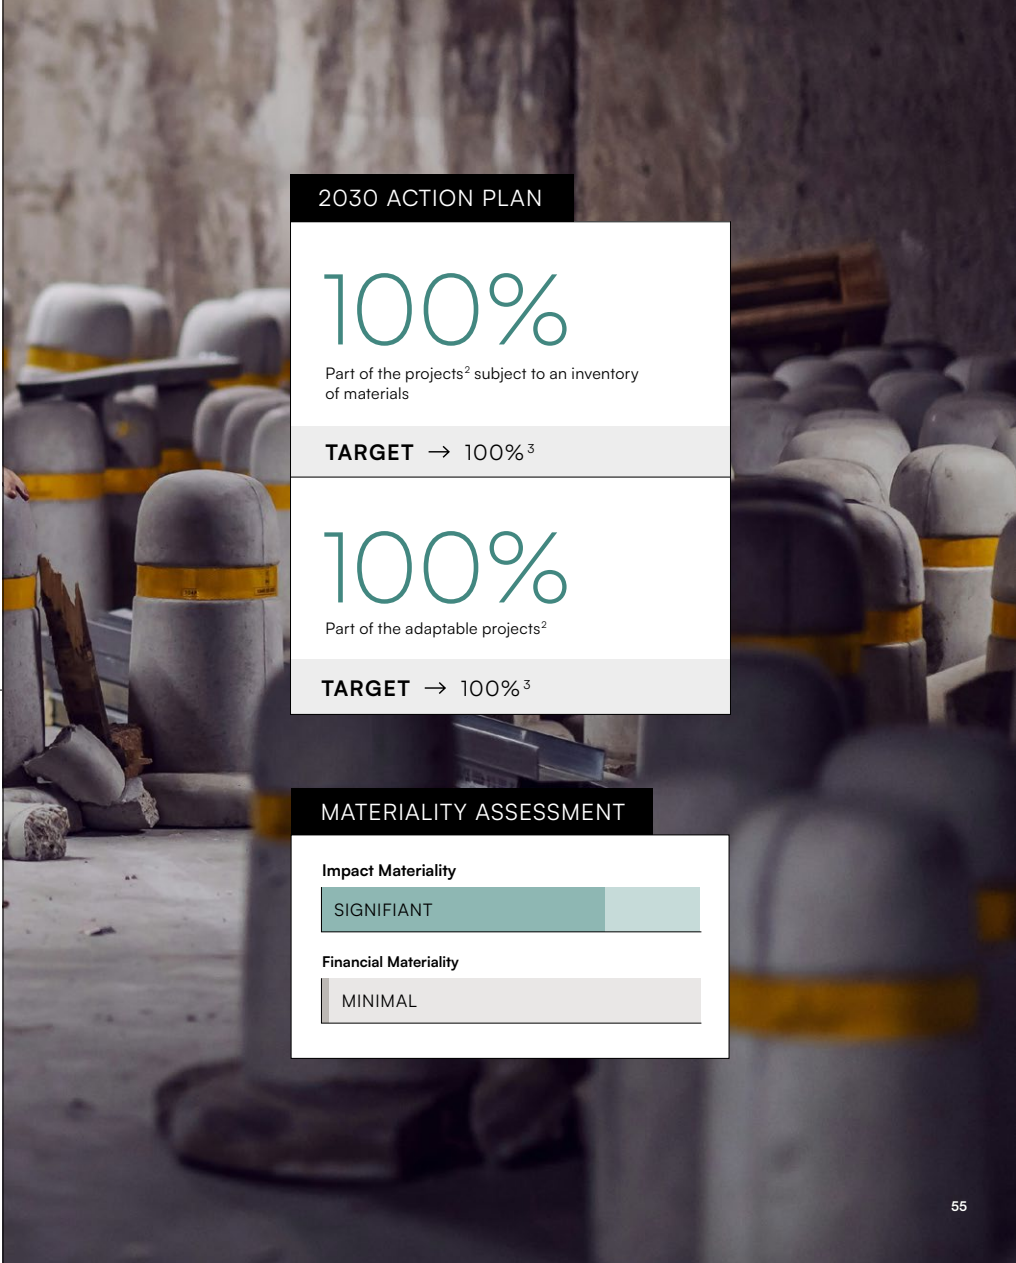 2030 ACTION PLAN
100%
Part of the projects² subject to an inventory
of materials
TARGET → 100%³
100%
Part of the adaptable projects²
TARGET → 100%³
MATERIALITY ASSESSMENT
Impact Materiality
SIGNIFIANT
Financial Materiality
MINIMAL
55